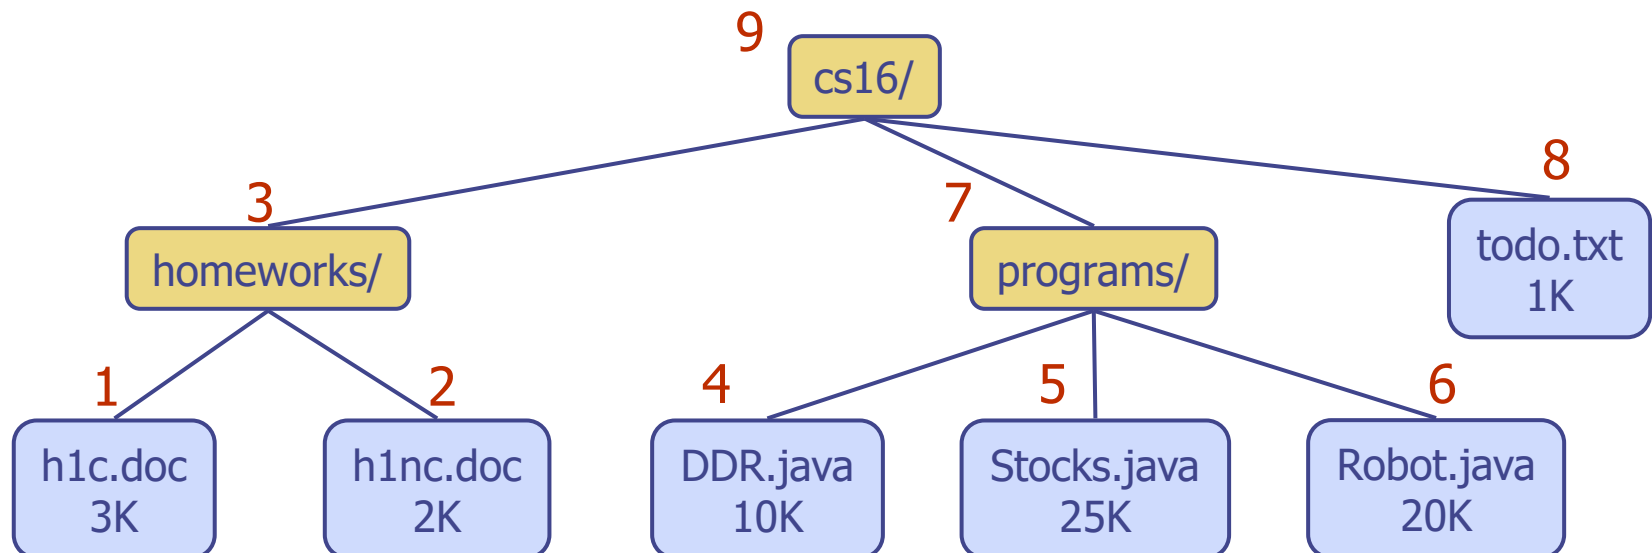 9
cs16/
8
3
7
homeworks/
programs/
todo.txt
1K
1
2
4
5
6
h1c.doc
3K
h1nc.doc
2K
DDR.java
10K
Stocks.java
25K
Robot.java
20K